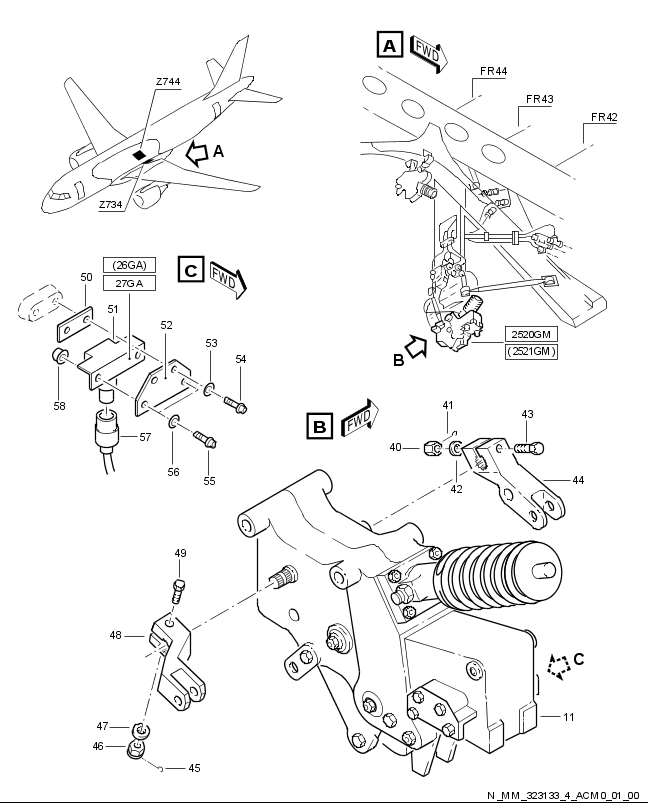 Z744
A
Z734
A
FWD
FR44
FR43
FR42
2520GM
(2521GM)
B
C
FWD
(26GA)
27GA
50
51
52
53
54
58
57
56
55
B
FWD
41
43
40
42
44
49
48
47
46
45
C
11
N_MM_323133_4_ACM0_01_00